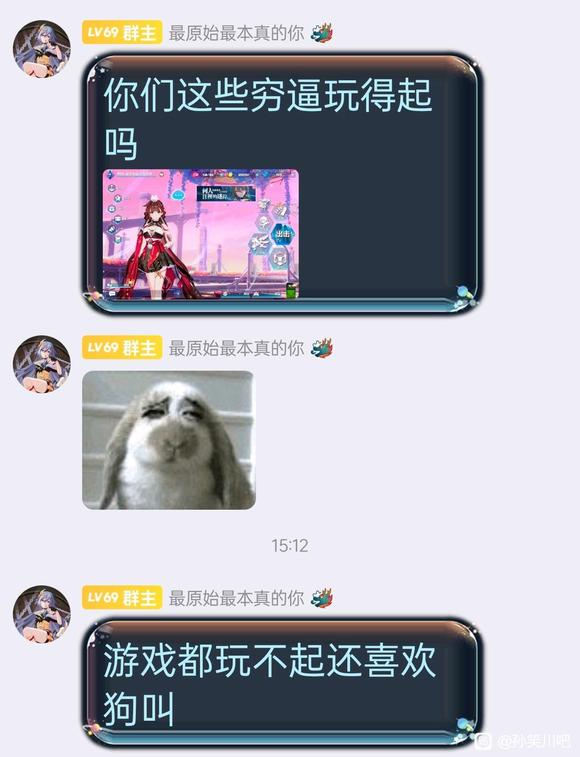 LV69 群主 最原始最本真的你
你们这些穷逼玩得起
吗
出击
LV69 群主 最原始最本真的你
15:12
LV69 群主 最原始最本真的你
游戏都玩不起还喜欢
狗叫
@孙笑川吧